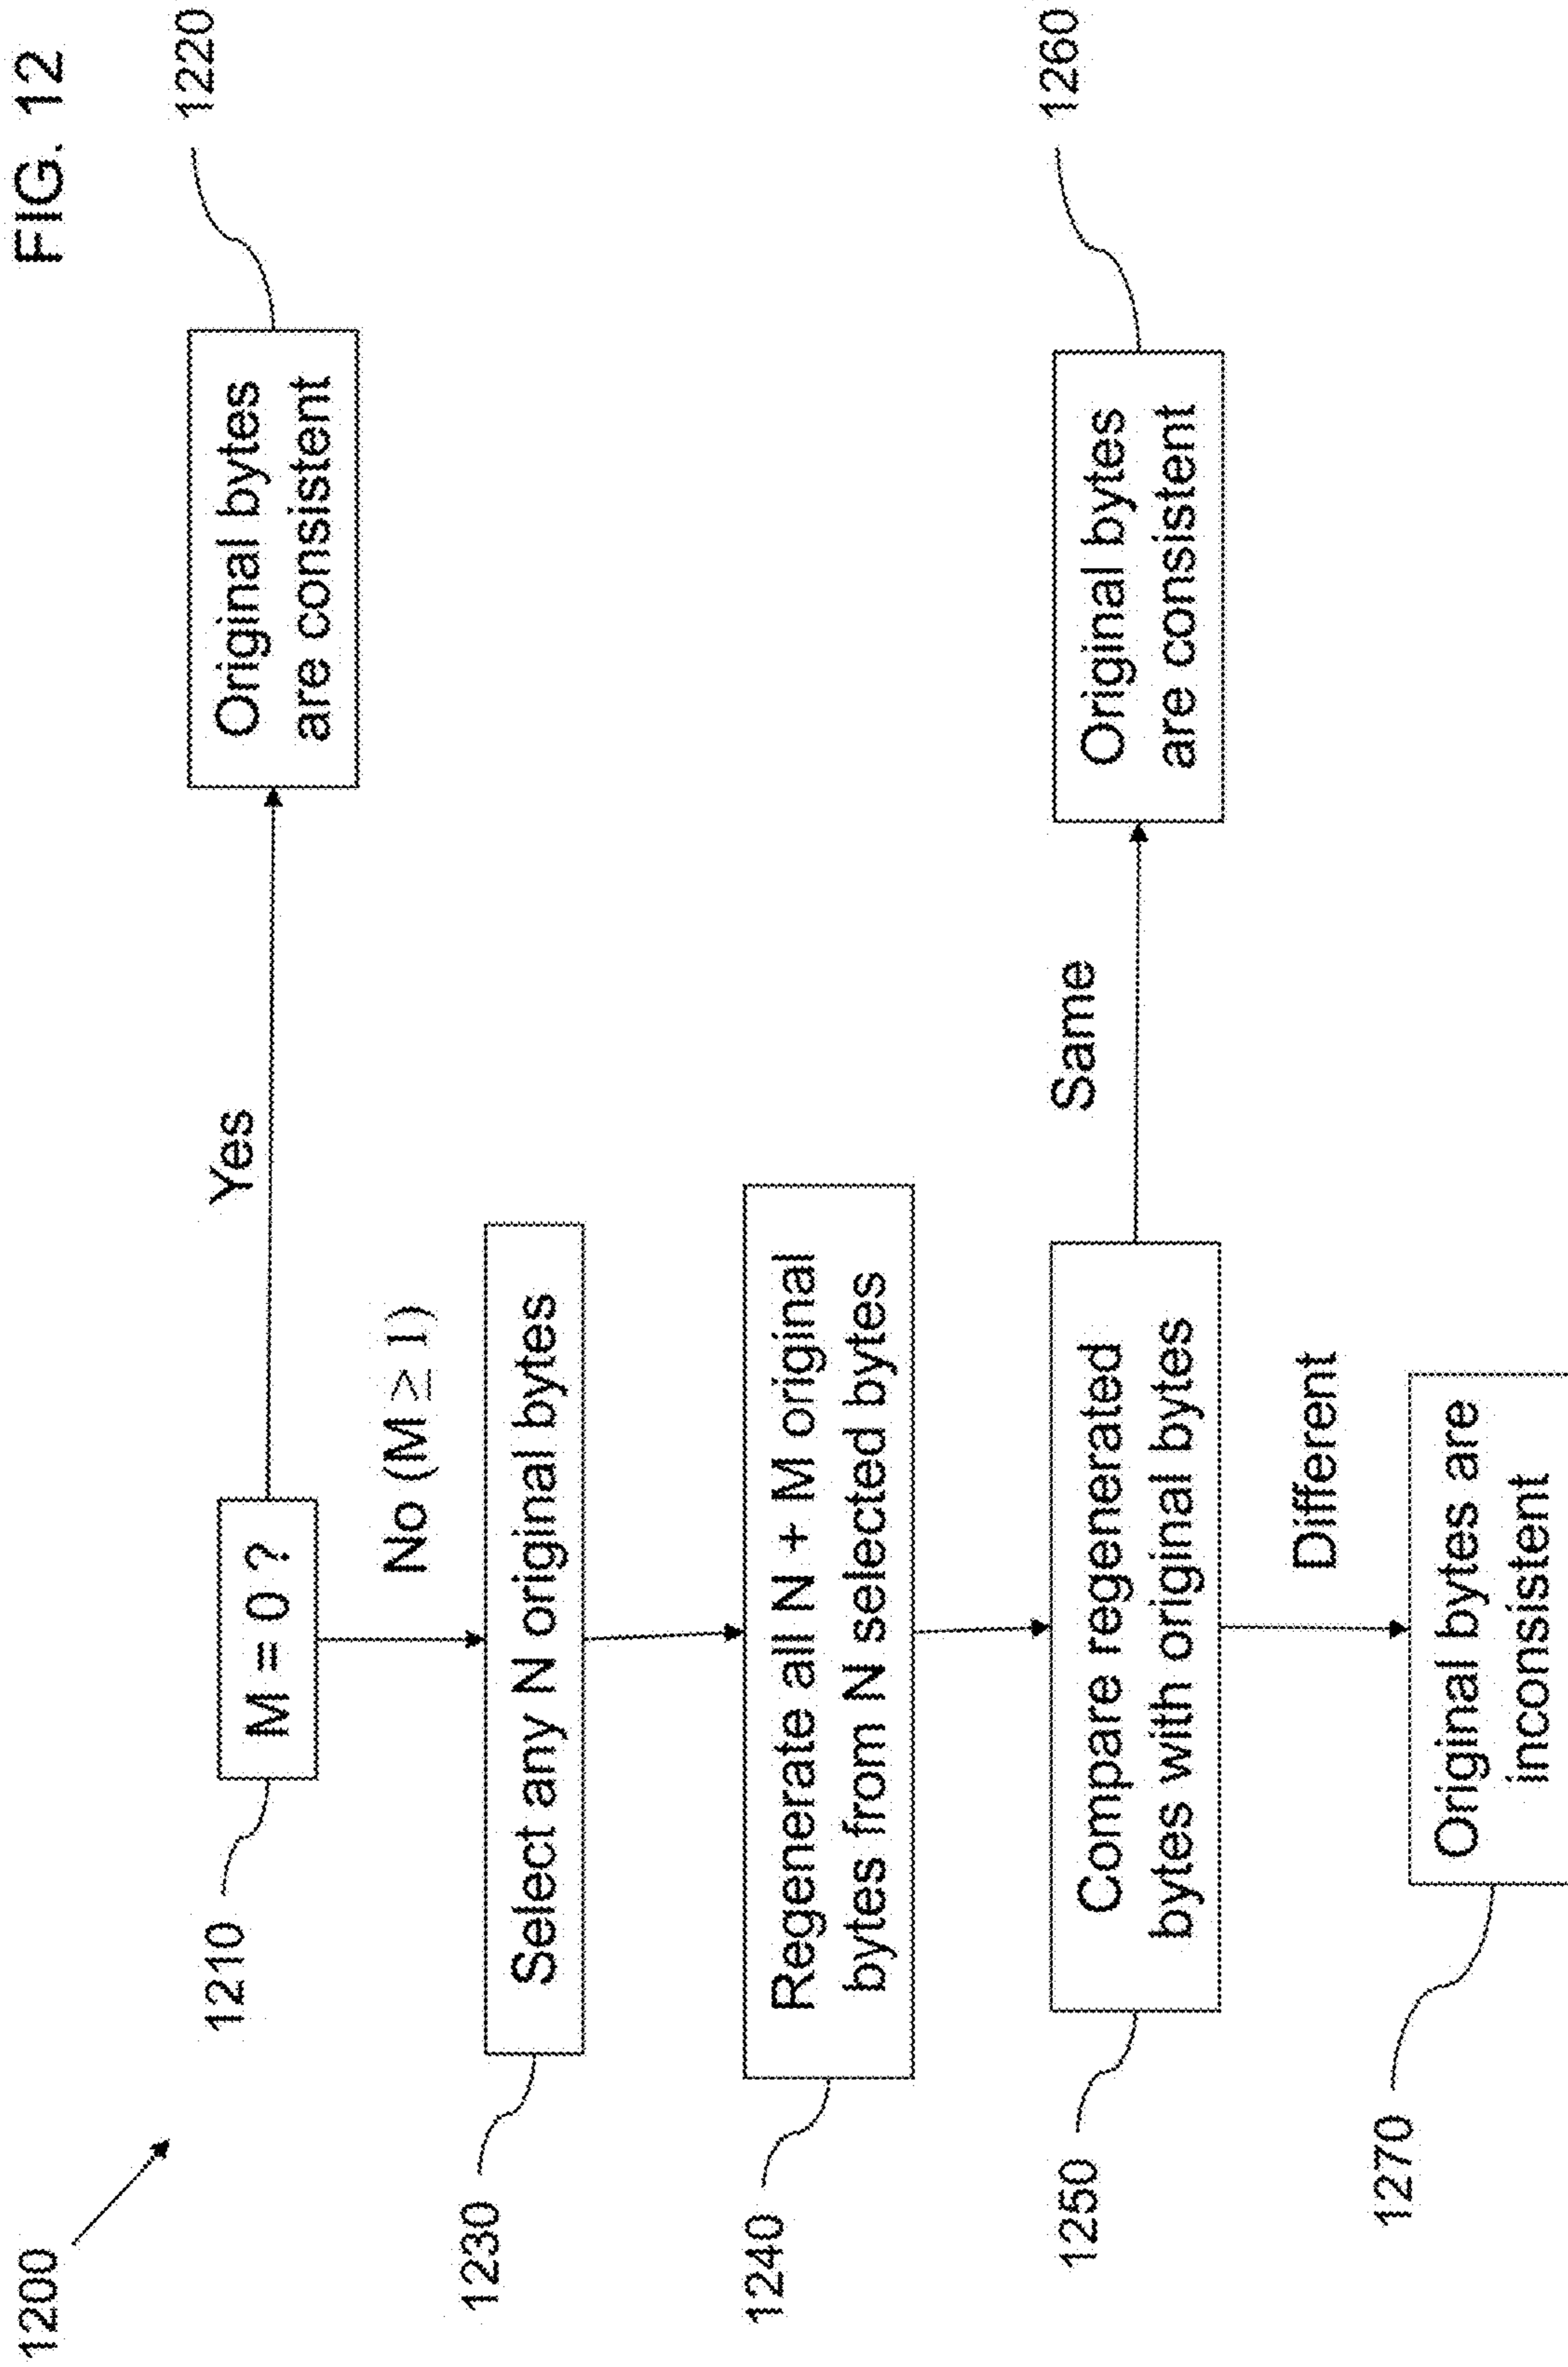 FIG. 12
1200
1210
M = 0 ?
Yes
Original bytes
are consistent
1220
No (M ≥ 1)
1230
Select any N original bytes
1240
Regenerate all N + M original
bytes from N selected bytes
1250
Compare regenerated
bytes with original bytes
Same
Original bytes
are consistent
1260
Different
1270
Original bytes are
inconsistent